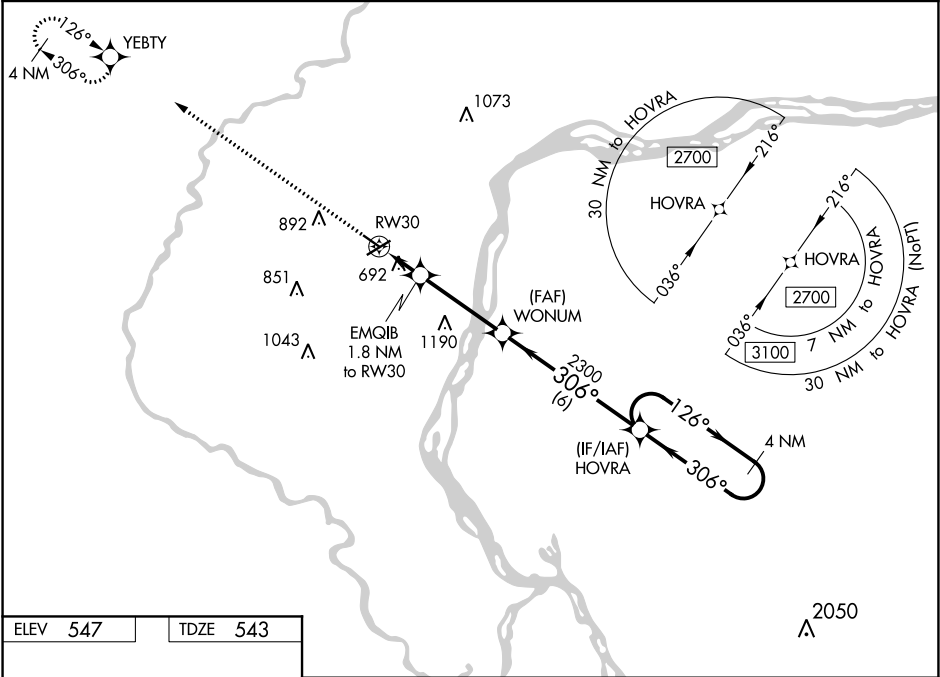 126°
YEBTY
4 NM
306°
1073
30 NM to HOVRA
216°
2700
HOVRA
036°
216°
HOVRA
2700
7 NM to HOVRA
036°
3100
30 NM to HOVRA (NoPT)
892
RW30
692
851
(FAF)
WONUM
EMQIB
1.8 NM
to RW30
1043
1190
2300
306°
(6)
126°
4 NM
(IF/IAF)
HOVRA
306°
2050
ELEV 547
TDZE 543